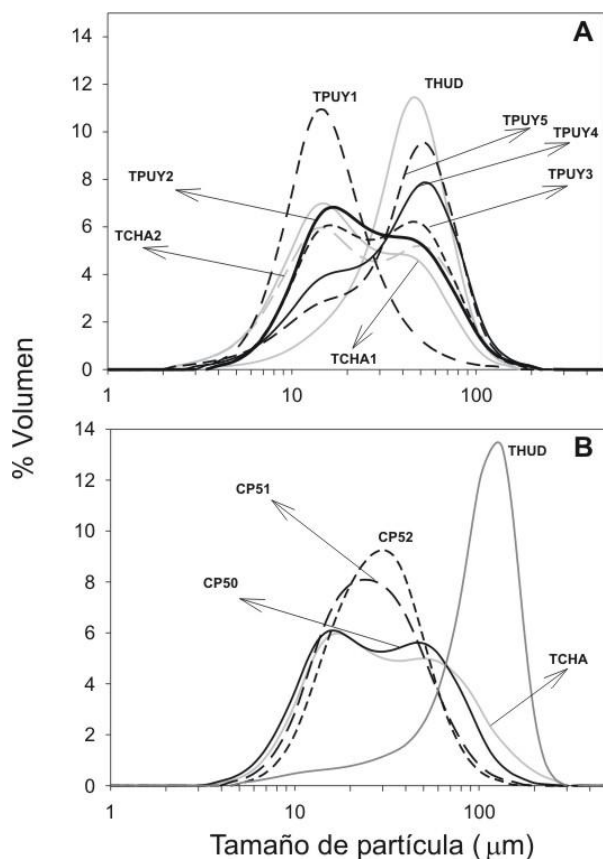 14
A
12
THUD
TPUY1
TPUY5
10
TPUY4
8
TPUY2
TPUY3
6
TCHA2
4
2
TCHA1
0
1
10
100
% Volumen
14
B
THUD
12
CP51
10
CP52
8
CP50
6
TCHA
4
2
0
1
10
100
Tamaño de partícula (μm)